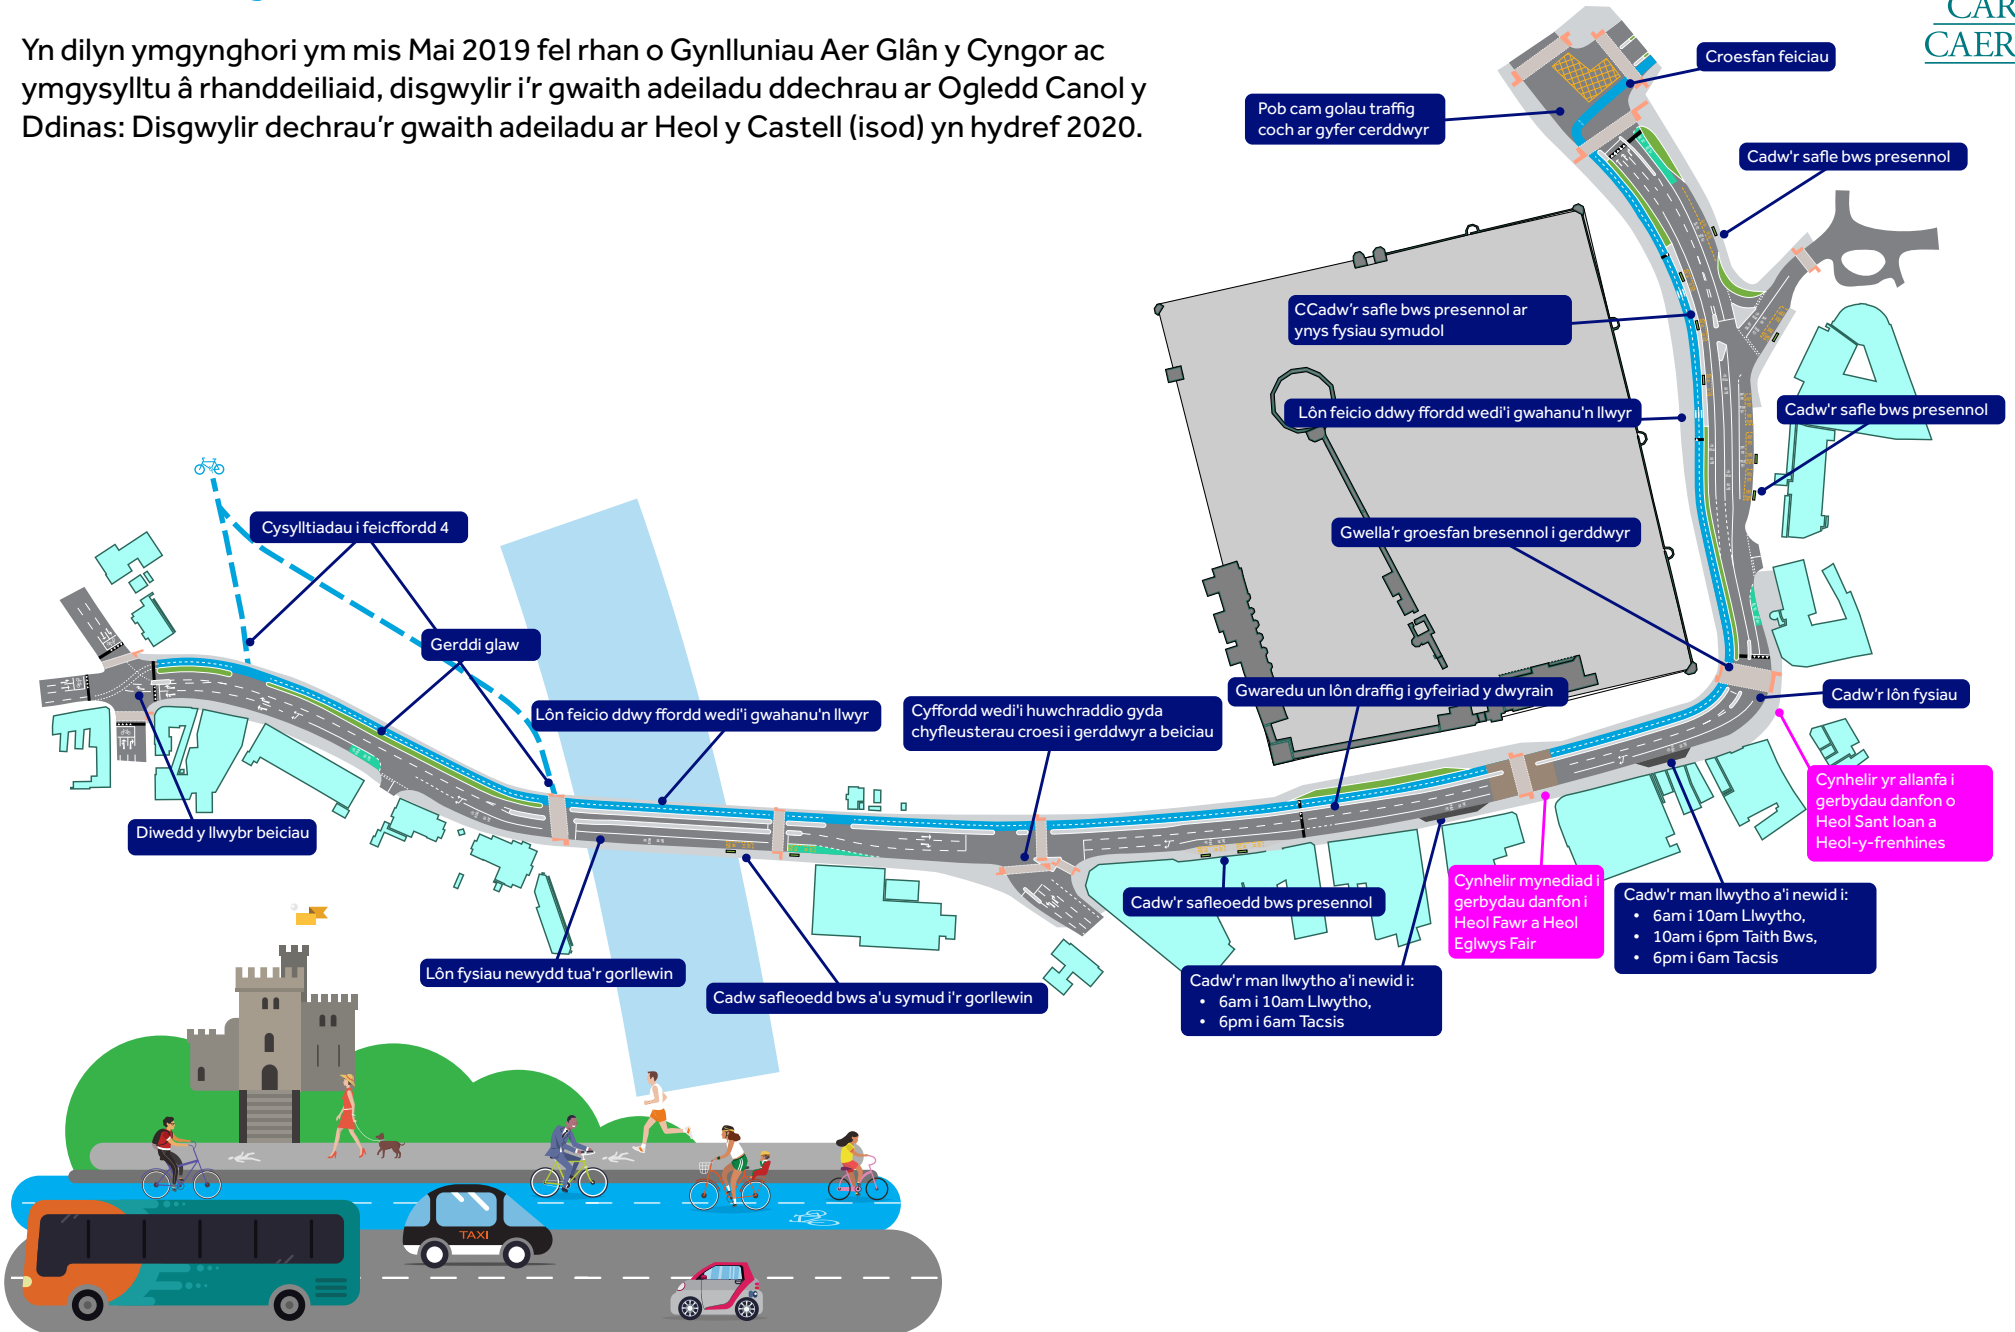 Yn dilyn ymgynghori ym mis Mai 2019 fel rhan o Gynlluniau Aer Glân y Cyngor ac
ymgysylltu â rhanddeiliaid, disgwylir i'r gwaith adeiladu ddechrau ar Ogledd Canol y
Ddinas: Disgwylir dechrau'r gwaith adeiladu ar Heol y Castell (isod) yn hydref 2020.
CAR
CAER
Croesfan feiciau
Pob cam golau traffig
coch ar gyfer cerddwyr
Cadw'r safle bws presennol
CCadw'r safle bws presennol ar
ynys fysiau symudol
Lôn feicio ddwy ffordd wedi'i gwahanu'n llwyr
Cadw'r safle bws presennol
Gwella'r groesfan bresennol i gerddwyr
Cysylltiadau i feicffordd 4
Gerddi glaw
Lôn feicio ddwy ffordd wedi'i gwahanu'n llwyr
Cyffordd wedi'i huwchraddio gyda
chyfleusterau croesi i gerddwyr a beiciau
Gwaredu un lôn draffig i gyfeiriad y dwyrain
Cadw'r lôn fysiau
Cynhelir yr allanfa i
gerbydau danfon o
Heol Sant Ioan a
Heol-y-frenhines
Diwedd y llwybr beiciau
Cadw'r safleoedd bws presennol
Cynhelir mynediad i
gerbydau danfon i
Heol Fawr a Heol
Eglwys Fair
Cadw'r man llwytho a'i newid i:
• 6am i 10am Llwytho,
• 10am i 6pm Taith Bws,
• 6pm i 6am Tacsis
Lôn fysiau newydd tua'r gorllewin
Cadw safleoedd bws a'u symud i'r gorllewin
Cadw'r man llwytho a'i newid i:
• 6am i 10am Llwytho,
• 6pm i 6am Tacsis
TAXI